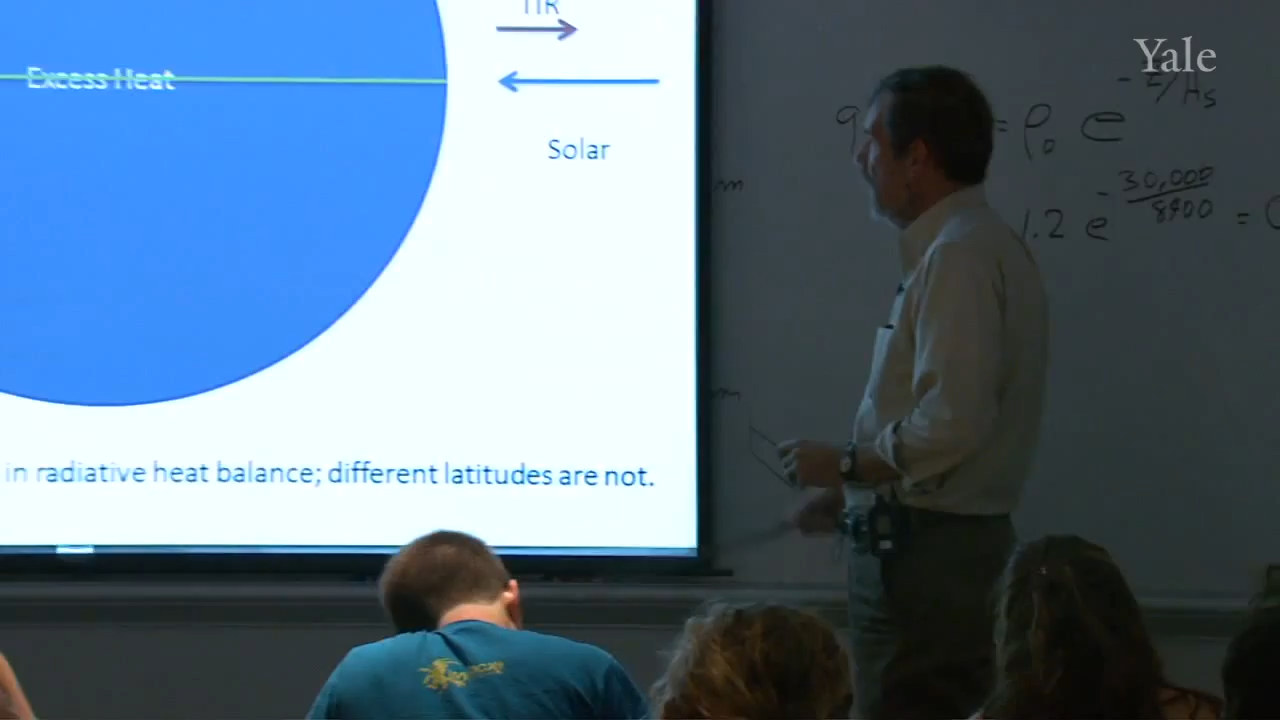 Yale
TIR
Excess Heat
Solar
in radiative heat balance; different latitudes are not.
= ρ₀ e^-Z/Hs
1.2 e^-30,000/8400 =
m
m